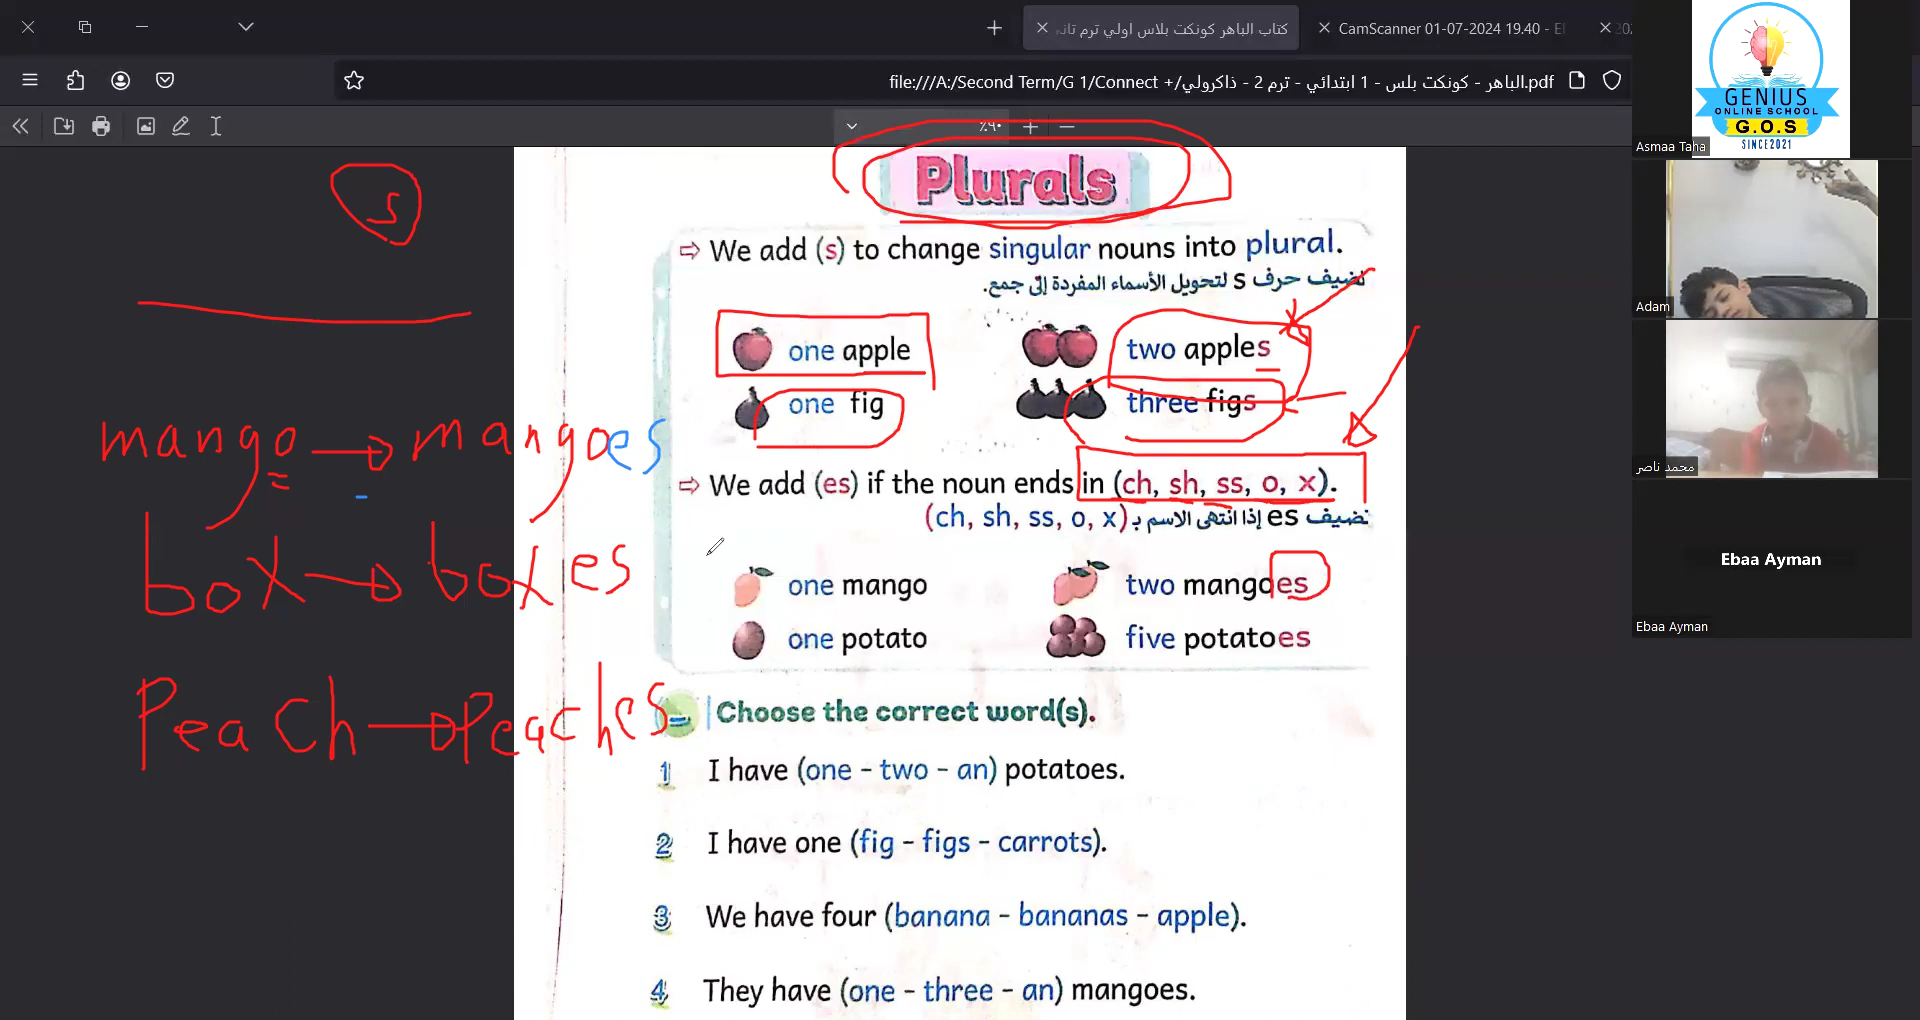 كتاب الباهر كونكت بلاس اولي ترم تاني
CamScanner 01-07-2024 19.40 - E
file:///A:/Second Term/G 1/Connect +/الباهر - كونكت بلس - 1 ابتدائي - ترم 2 - ذاكرولي.pdf
٪٩٠
GENIUS
ONLINE SCHOOL
G.O.S
SINCE2021
Asmaa Taha
Adam
محمد ناصر
Ebaa Ayman
Ebaa Ayman
Plurals
s
We add (s) to change singular nouns into plural.
نضيف حرف s لتحويل الأسماء المفردة إلى جمع.
one apple two apples
one fig three figs
mango → mangoes
We add (es) if the noun ends in (ch, sh, ss, o, x).
نضيف es إذا انتهى الاسم بـ (ch, sh, ss, o, x)
box → boxes
one mango two mangoes
one potato five potatoes
Peach → Peaches
Choose the correct word(s).
1 I have (one - two - an) potatoes.
2 I have one (fig - figs - carrots).
3 We have four (banana - bananas - apple).
4 They have (one - three - an) mangoes.